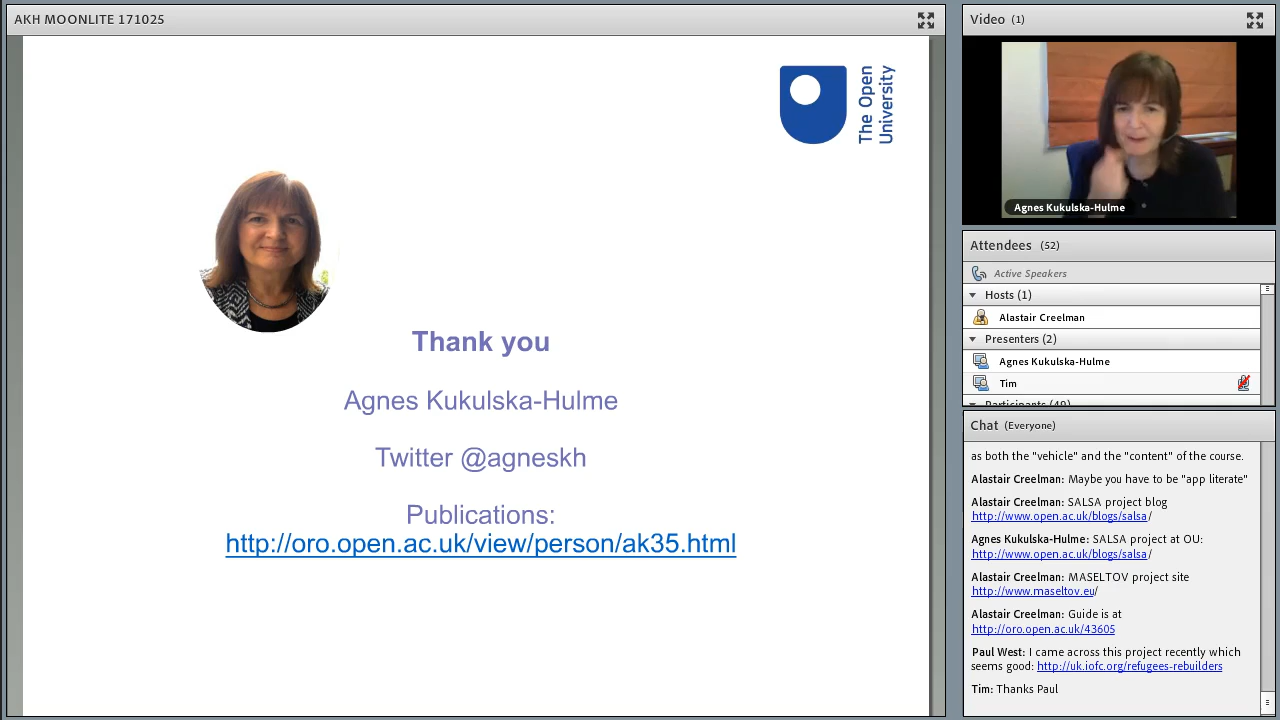 AKH MOONLITE 171025
The Open
University
Thank you
Agnes Kukulska-Hulme
Twitter @agneskh
Publications:
http://oro.open.ac.uk/view/person/ak35.html
Video (1)
Agnes Kukulska-Hulme
Attendees (52)
Active Speakers
Hosts (1)
Alastair Creelman
Presenters (2)
Agnes Kukulska-Hulme
Tim
Participants (49)
Chat (Everyone)
as both the "vehicle" and the "content" of the course.
Alastair Creelman: Maybe you have to be "app literate"
Alastair Creelman: SALSA project blog
http://www.open.ac.uk/blogs/salsa/
Agnes Kukulska-Hulme: SALSA project at OU:
http://www.open.ac.uk/blogs/salsa/
Alastair Creelman: MASELTOV project site
http://www.maseltov.eu/
Alastair Creelman: Guide is at
http://oro.open.ac.uk/43605
Paul West: I came across this project recently which
seems good: http://uk.iofc.org/refugees-rebuilders
Tim: Thanks Paul